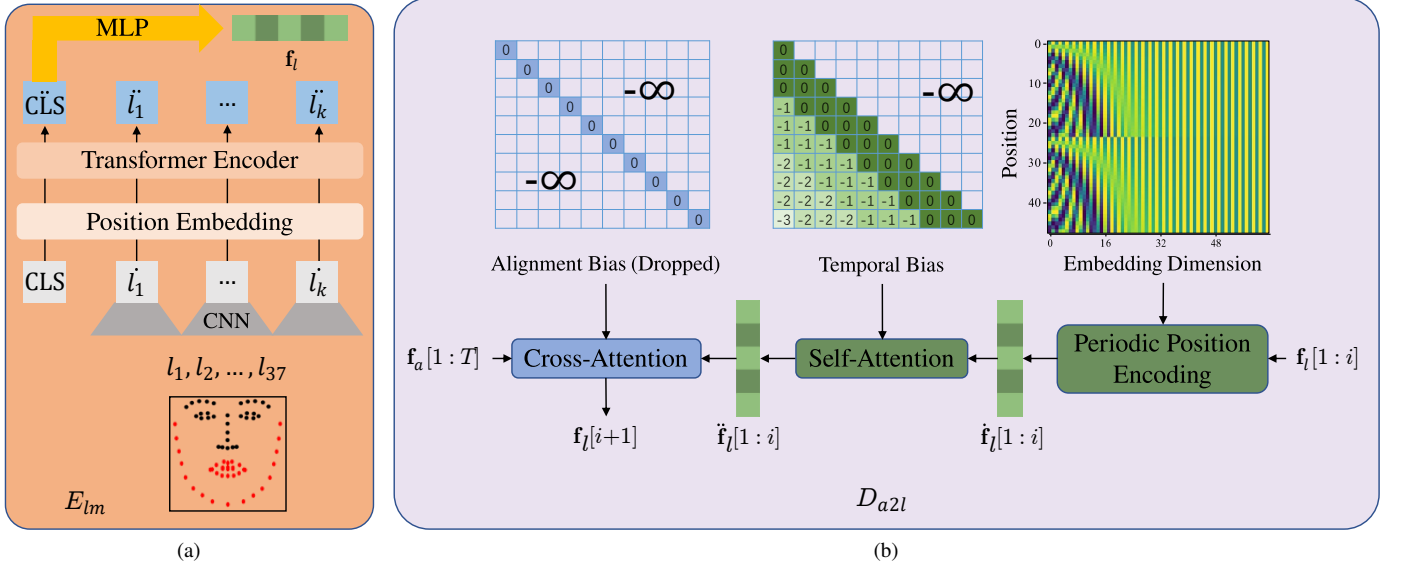 MLP
f_l
CL̈S l̈_1 ... l̈_k
Transformer Encoder
Position Embedding
CLS l̇_1 ... l̇_k
CNN
l_1, l_2, ..., l_37
E_lm
(a)
0
0
0
0
0
0
0
0
0
0
-∞
-∞
Alignment Bias (Dropped)
0
0 0
0 0 0
-1 0 0 0
-1 -1 0 0 0
-1 -1 -1 0 0 0
-2 -1 -1 -1 0 0 0
-2 -2 -1 -1 -1 0 0 0
-2 -2 -2 -1 -1 -1 0 0 0
-3 -2 -2 -2 -1 -1 -1 0 0 0
-∞
Temporal Bias
Position
0
10
20
30
40
0 16 32 48
Embedding Dimension
f_a[1 : T]
Cross-Attention
Self-Attention
Periodic Position
Encoding
f_l[1 : i]
f_l[i+1]
f̈_l[1 : i]
ḟ_l[1 : i]
D_a2l
(b)